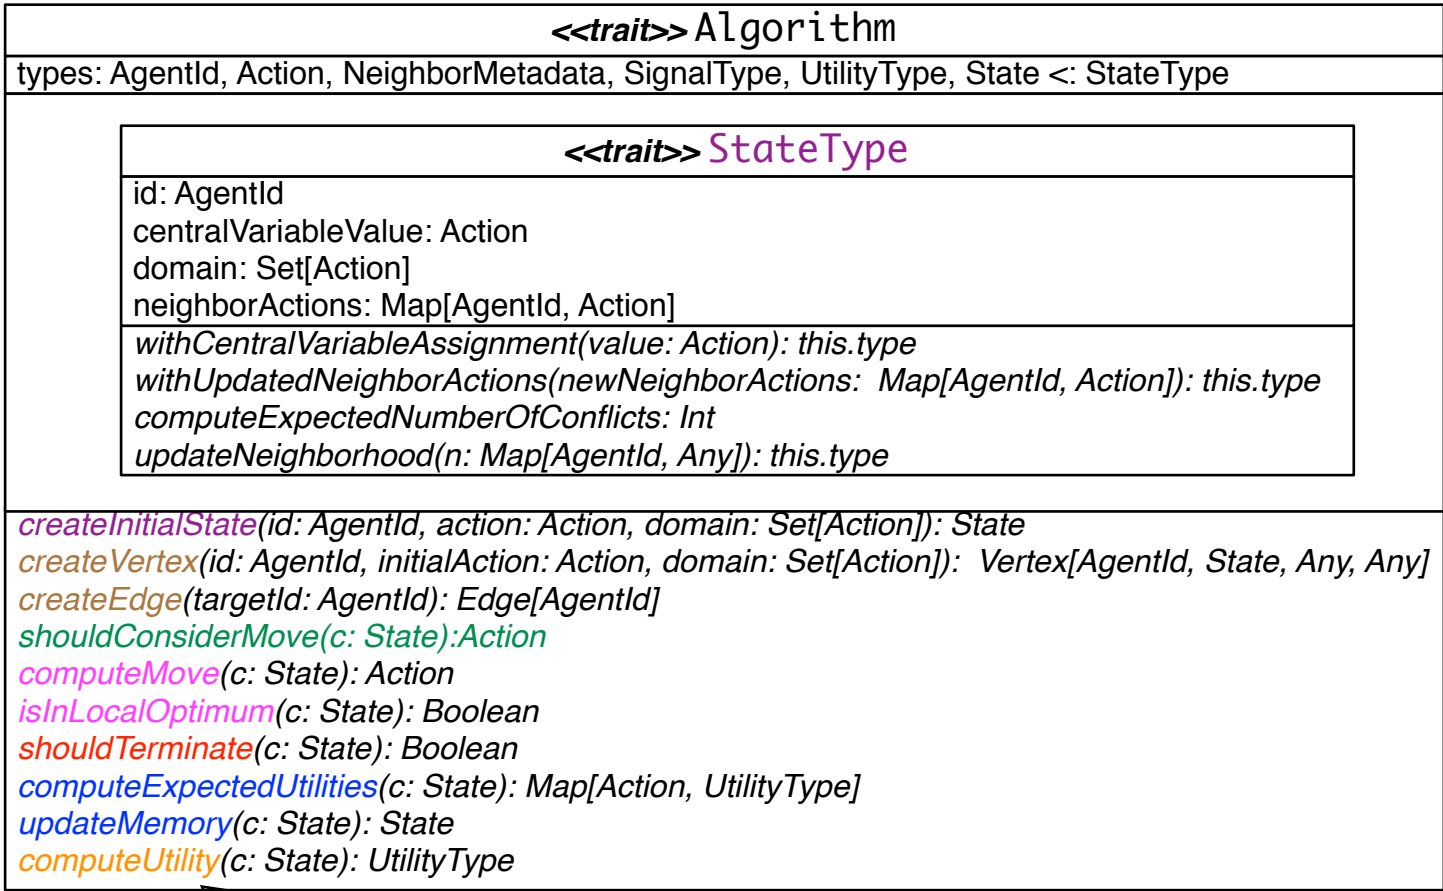 <<trait>> Algorithm
types: AgentId, Action, NeighborMetadata, SignalType, UtilityType, State <: StateType
<<trait>> StateType
id: AgentId
centralVariableValue: Action
domain: Set[Action]
neighborActions: Map[AgentId, Action]
withCentralVariableAssignment(value: Action): this.type
withUpdatedNeighborActions(newNeighborActions:  Map[AgentId, Action]): this.type
computeExpectedNumberOfConflicts: Int
updateNeighborhood(n: Map[AgentId, Any]): this.type
createInitialState(id: AgentId, action: Action, domain: Set[Action]): State
createVertex(id: AgentId, initialAction: Action, domain: Set[Action]):  Vertex[AgentId, State, Any, Any]
createEdge(targetId: AgentId): Edge[AgentId]
shouldConsiderMove(c: State):Action
computeMove(c: State): Action
isInLocalOptimum(c: State): Boolean
shouldTerminate(c: State): Boolean
computeExpectedUtilities(c: State): Map[Action, UtilityType]
updateMemory(c: State): State
computeUtility(c: State): UtilityType